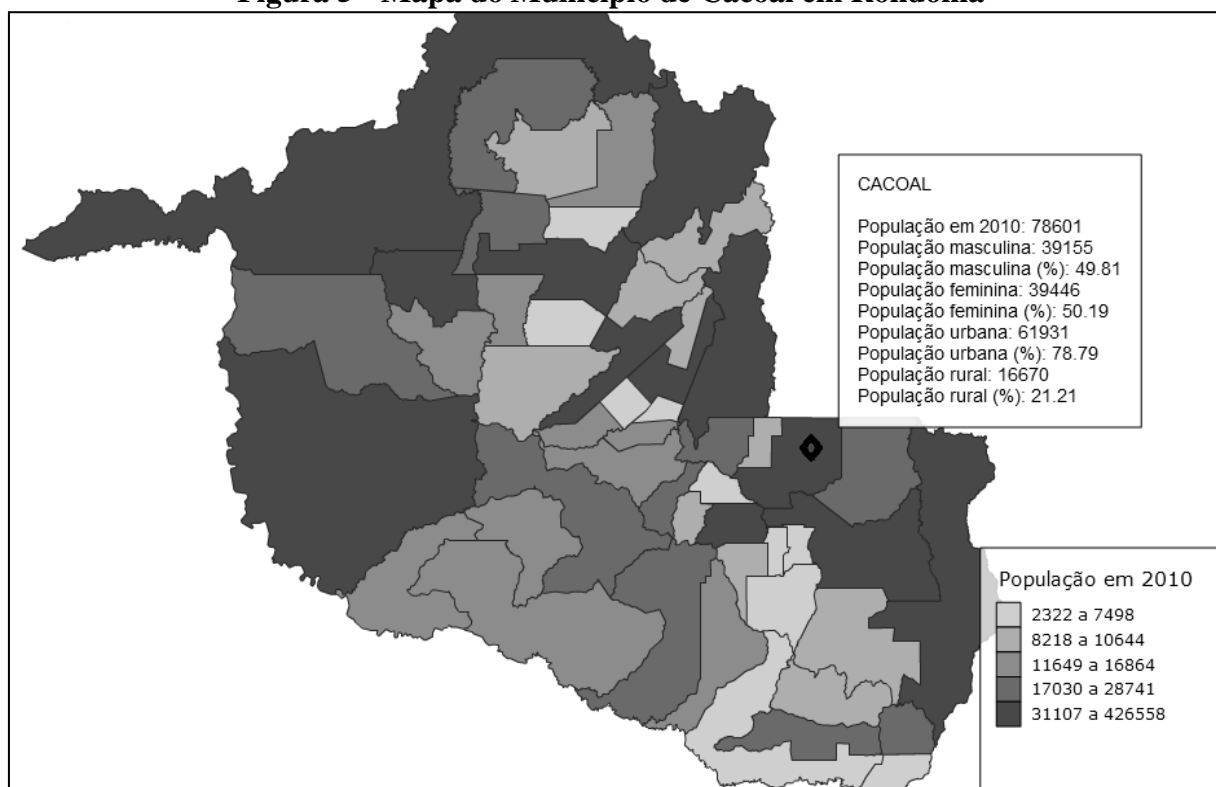 Figura - Mapa do Município de Cacoal em Rondônia
CACOAL
População em 2010: 78601
População masculina: 39155
População masculina (%): 49.81
População feminina: 39446
População feminina (%): 50.19
População urbana: 61931
População urbana (%): 78.79
População rural: 16670
População rural (%): 21.21
População em 2010
2322 a 7498
8218 a 10644
11649 a 16864
17030 a 28741
31107 a 426558